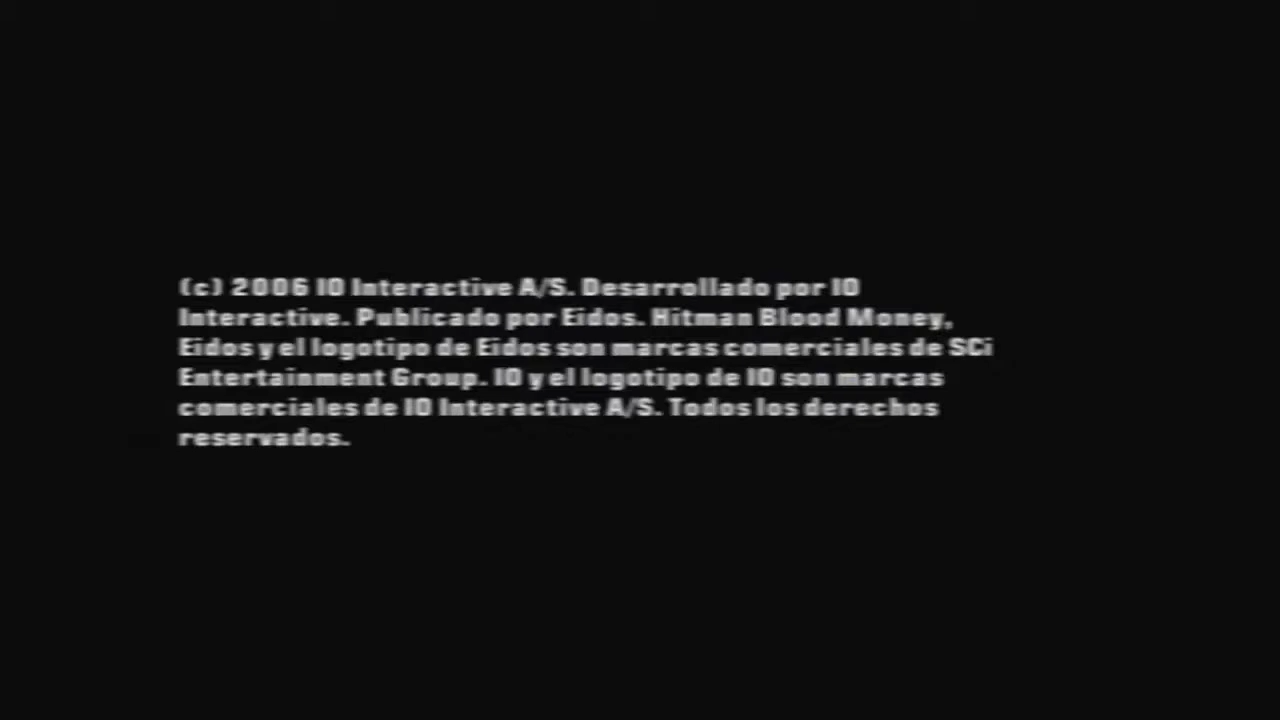 (c) 2006 IO Interactive A/S. Desarrollado por IO
Interactive. Publicado por Eidos. Hitman Blood Money,
Eidos y el logotipo de Eidos son marcas comerciales de SCi
Entertainment Group. IO y el logotipo de IO son marcas
comerciales de IO Interactive A/S. Todos los derechos
reservados.